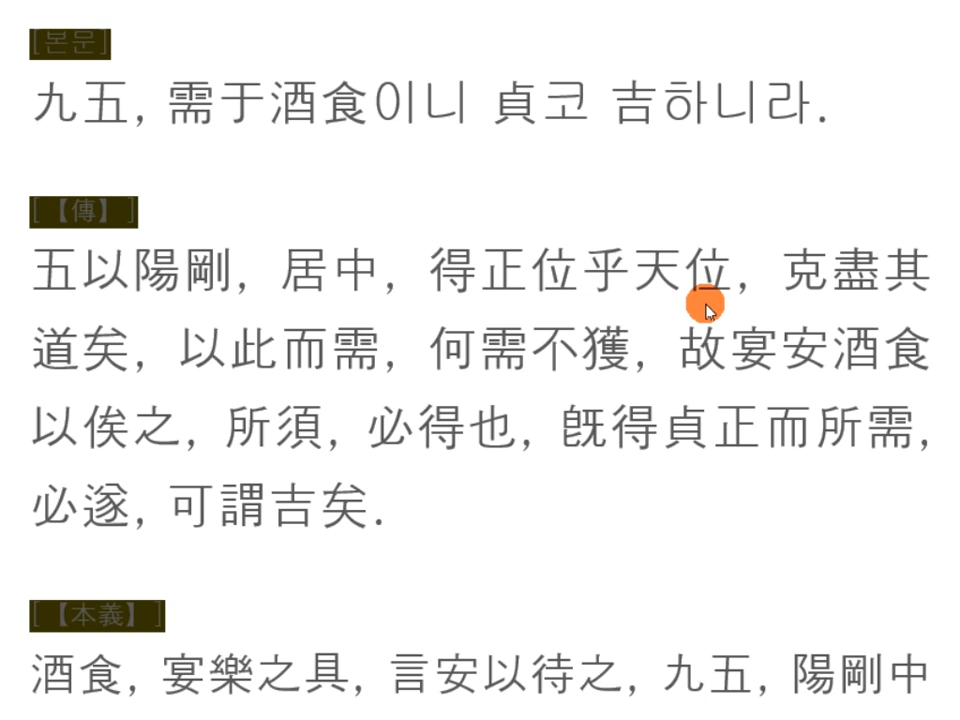 [본문]
九五, 需于酒食이니 貞코 吉하니라.
[【傳】]
五以陽剛, 居中, 得正位乎天位, 克盡其
道矣, 以此而需, 何需不獲, 故宴安酒食
以俟之, 所須, 必得也, 旣得貞正而所需,
必遂, 可謂吉矣.
[【本義】]
酒食, 宴樂之具, 言安以待之, 九五, 陽剛中